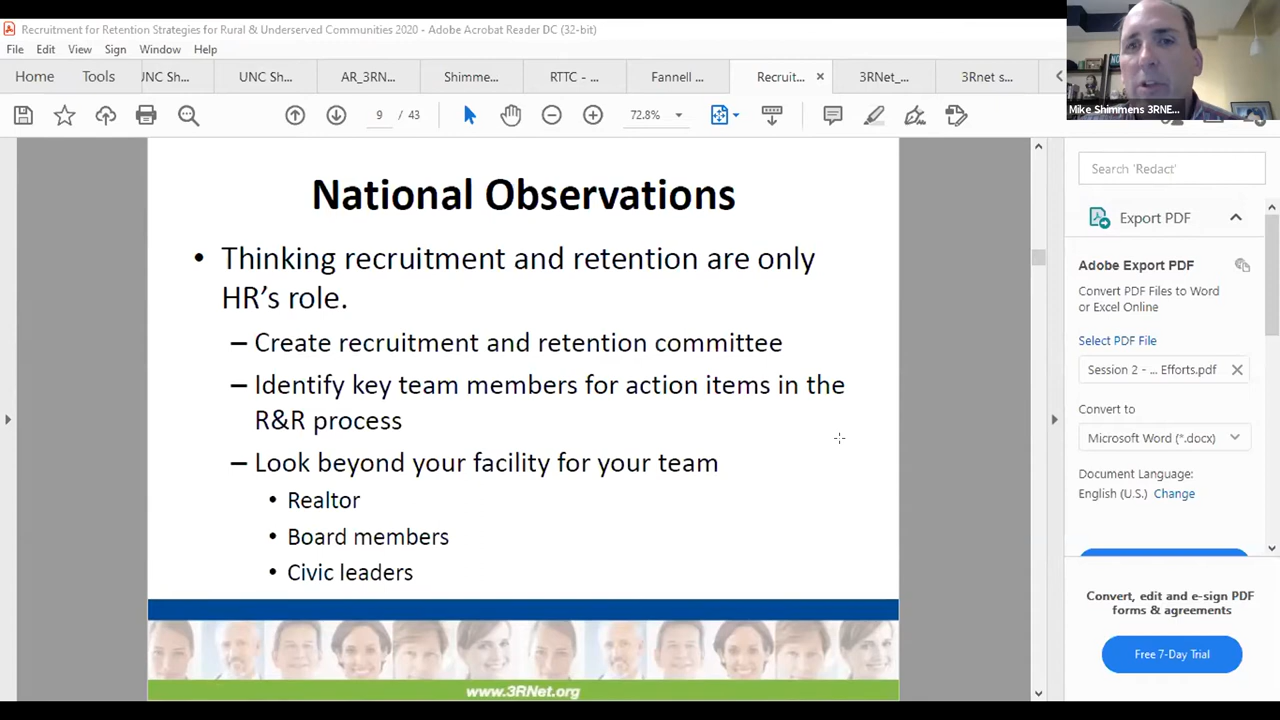 Recruitment for Retention Strategies for Rural & Underserved Communities 2020 - Adobe Acrobat Reader DC (32-bit)
File Edit View Sign Window Help
Home Tools UNC Sh... UNC Sh... AR_3RN... Shimme... RTTC - ... Fannell ... Recruit... × 3RNet_... 3Rnet s...
/ 43 72.8%
Mike Shimmens 3RNE...
National Observations
• Thinking recruitment and retention are only
HR's role.
– Create recruitment and retention committee
– Identify key team members for action items in the
R&R process
– Look beyond your facility for your team
• Realtor
• Board members
• Civic leaders
www.3RNet.org
Search 'Redact'
Export PDF
Adobe Export PDF
Convert PDF Files to Word
or Excel Online
Select PDF File
Session 2 - ... Efforts.pdf
Convert to
Microsoft Word (*.docx)
Document Language:
English (U.S.) Change
Convert, edit and e-sign PDF
forms & agreements
Free 7-Day Trial